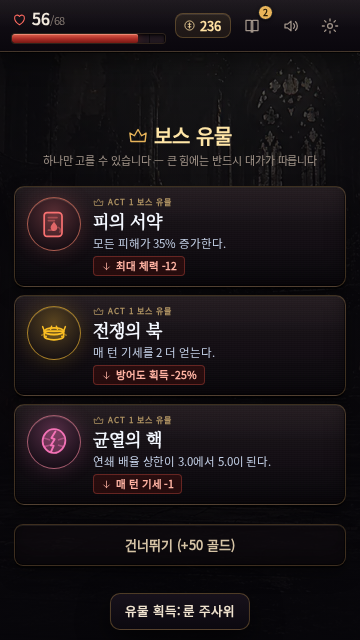 56/68
236
2
보스 유물
하나만 고를 수 있습니다 — 큰 힘에는 반드시 대가가 따릅니다
ACT 1 보스 유물
피의 서약
모든 피해가 35% 증가한다.
↓ 최대 체력 -12
ACT 1 보스 유물
전쟁의 북
매 턴 기세를 2 더 얻는다.
↓ 방어도 획득 -25%
ACT 1 보스 유물
균열의 핵
연쇄 배율 상한이 3.0에서 5.0이 된다.
↓ 매 턴 기세 -1
건너뛰기 (+50 골드)
유물 획득: 룬 주사위